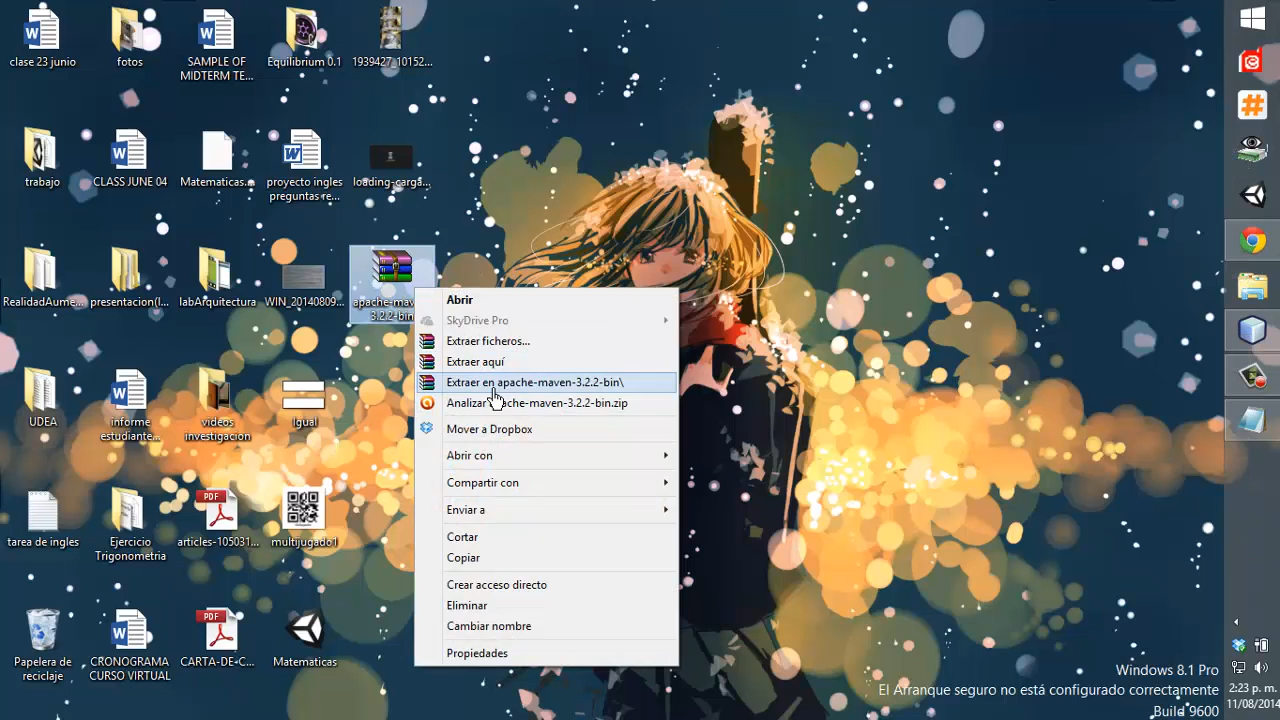 clase 23 junio
fotos
SAMPLE OF
MIDTERM TE...
Equilibrium 0.1
1939427_10152...
trabajo
CLASS JUNE 04
Matematicas...
proyecto ingles
preguntas re...
loading-carga...
RealidadAume...
presentacion(I...
labArquitectura
WIN_20140809...
apache-mav
3.2.2-bin
Abrir
SkyDrive Pro
Extraer ficheros...
Extraer aquí
Extraer en apache-maven-3.2.2-bin\
Analizar apache-maven-3.2.2-bin.zip
Mover a Dropbox
Abrir con
Compartir con
Enviar a
Cortar
Copiar
Crear acceso directo
Eliminar
Cambiar nombre
Propiedades
UDEA
informe
estudiante...
videos
investigacion
Igual
tarea de ingles
Ejercicio
Trigonometria
PDF
articles-105031...
multijugado1
Papelera de
reciclaje
CRONOGRAMA
CURSO VIRTUAL
PDF
CARTA-DE-C...
Matematicas
Windows 8.1 Pro
El Arranque seguro no está configurado correctamente
Build 9600
2:23 p. m.
11/08/2014